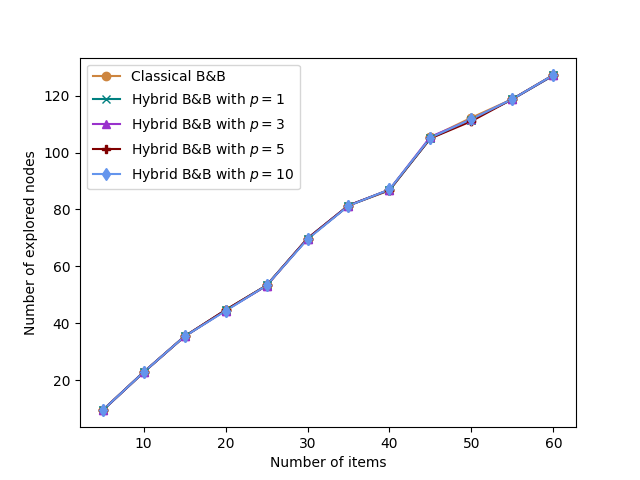 Classical B&B
Hybrid B&B with p = 1
Hybrid B&B with p = 3
Hybrid B&B with p = 5
Hybrid B&B with p = 10
Number of explored nodes
120
100
80
60
40
20
10 20 30 40 50 60
Number of items